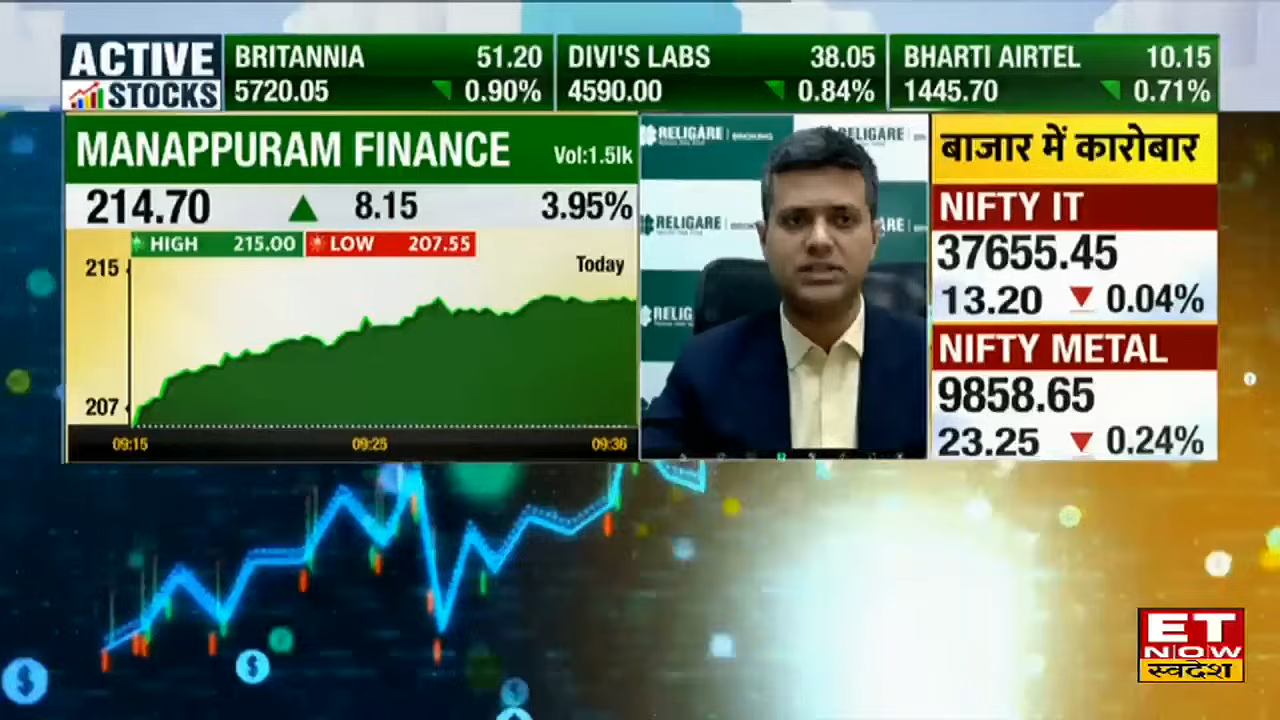 ACTIVE
STOCKS
BRITANNIA 51.20
5720.05 0.90%
DIVI'S LABS 38.05
4590.00 0.84%
BHARTI AIRTEL 10.15
1445.70 0.71%
MANAPPURAM FINANCE Vol:1.5lk
214.70 8.15 3.95%
HIGH 215.00 LOW 207.55
215
Today
207
09:15 09:25 09:36
RELIGARE
RELIGARE
RELIGARE
बाजार में कारोबार
NIFTY IT
37655.45
13.20 0.04%
NIFTY METAL
9858.65
23.25 0.24%
ET
NOW
स्वदेश